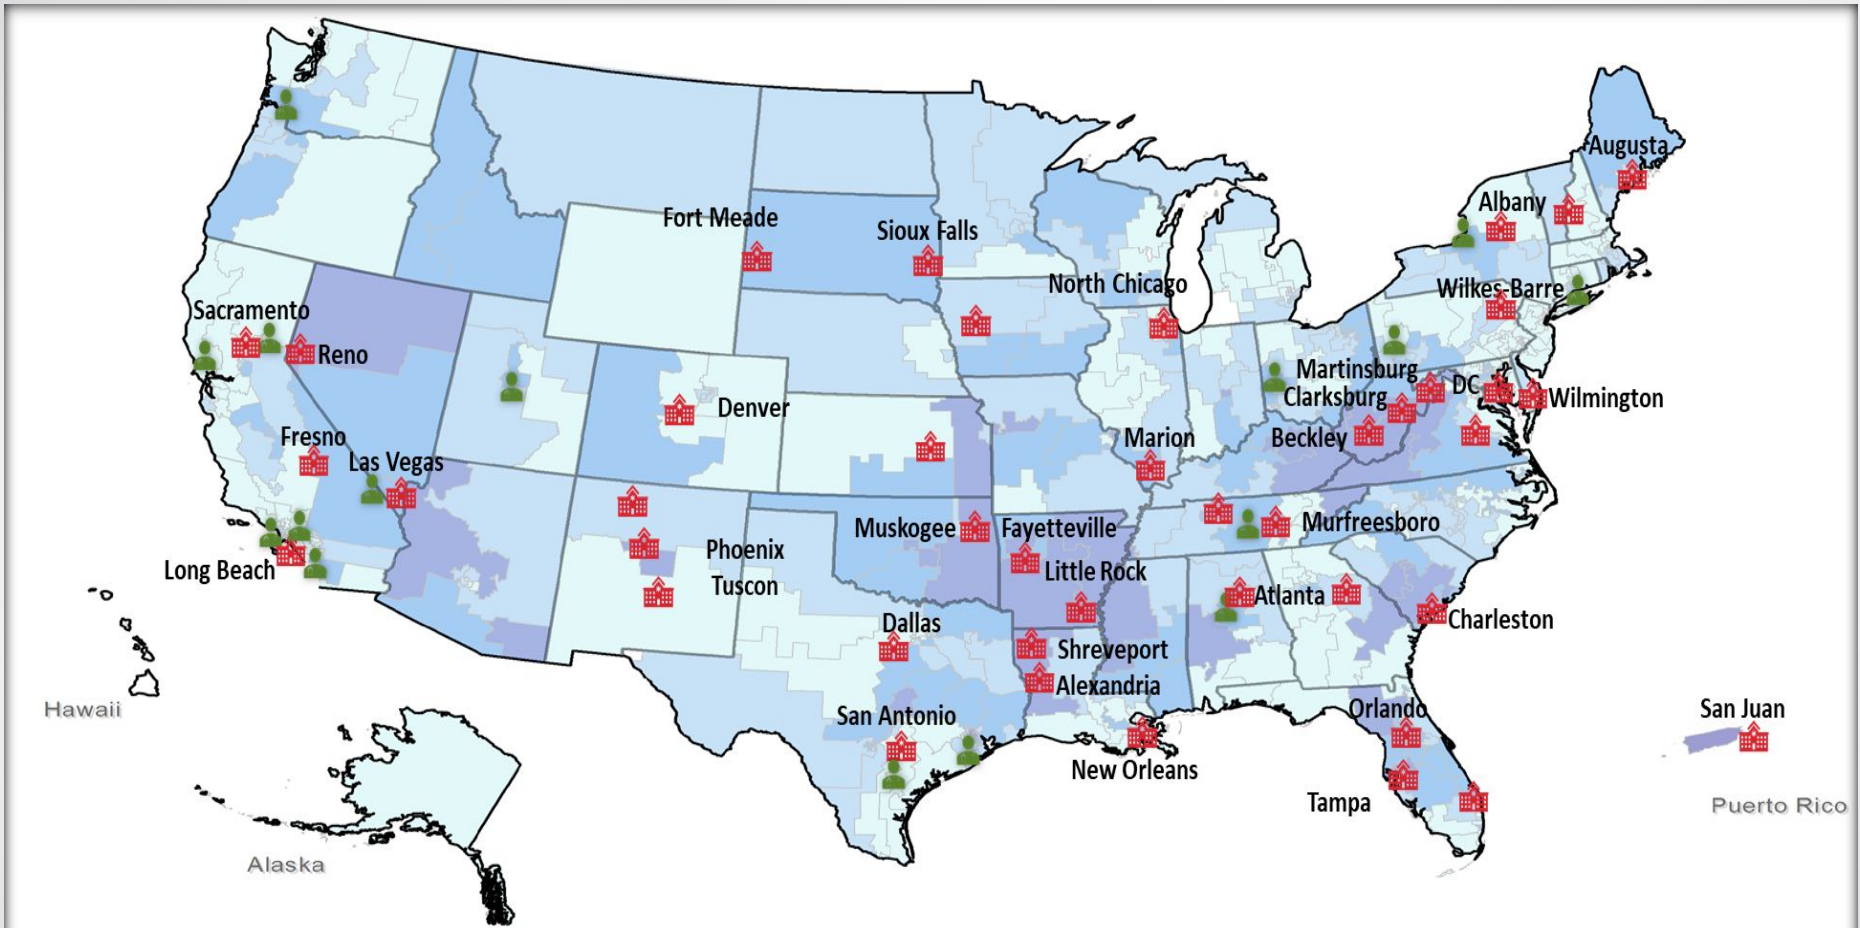 Augusta
Albany
Fort Meade
Sioux Falls
North Chicago
Wilkes-Barre
Sacramento
Reno
Martinsburg
DC
Clarksburg
Wilmington
Denver
Fresno
Marion
Beckley
Las Vegas
Muskogee
Fayetteville
Murfreesboro
Phoenix
Long Beach
Little Rock
Tuscon
Atlanta
Charleston
Dallas
Shreveport
Alexandria
Hawaii
San Antonio
Orlando
San Juan
New Orleans
Tampa
Puerto Rico
Alaska